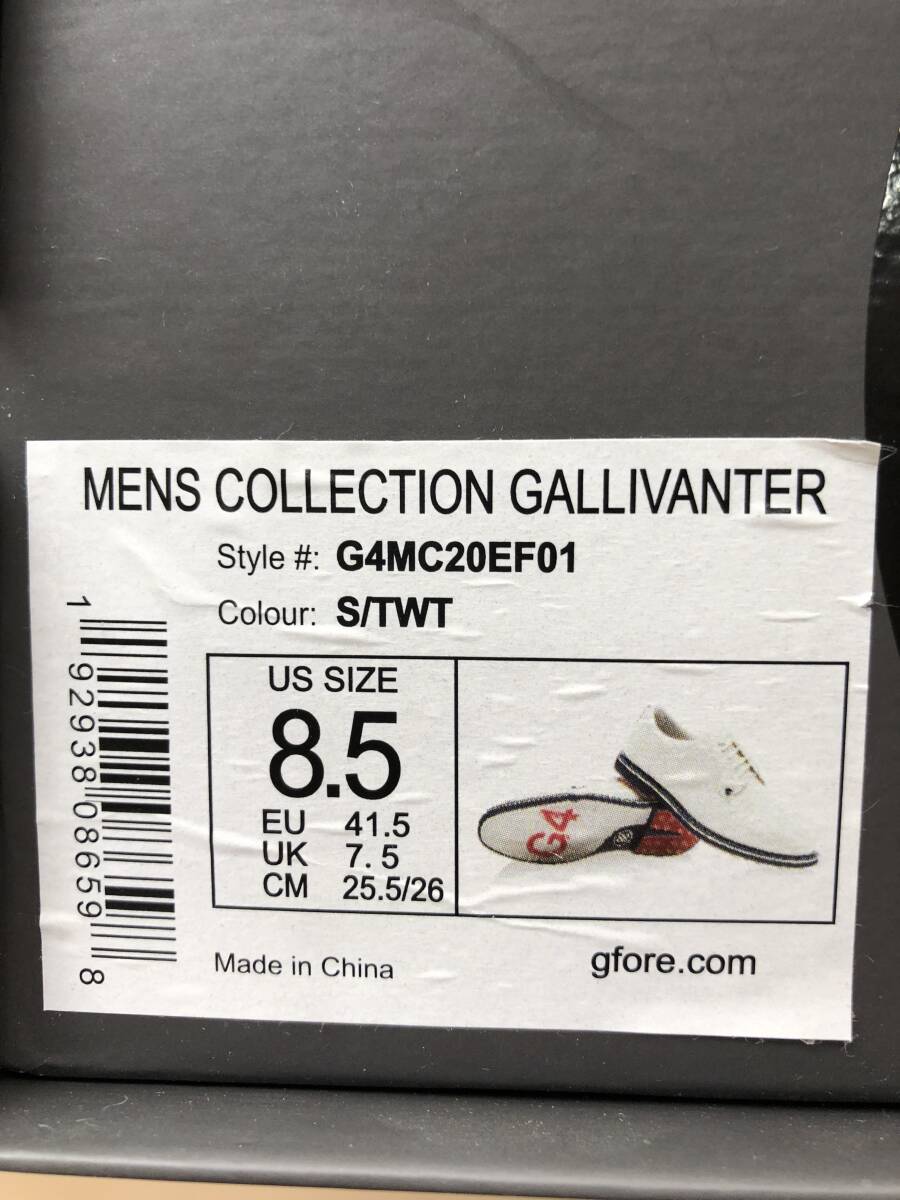 MENS COLLECTION GALLIVANTER
Style #: G4MC20EF01
Colour: S/TWT
1 92938 08659 8
US SIZE
8.5
EU 41.5
UK 7.5
CM 25.5/26
G4
Made in China
gfore.com